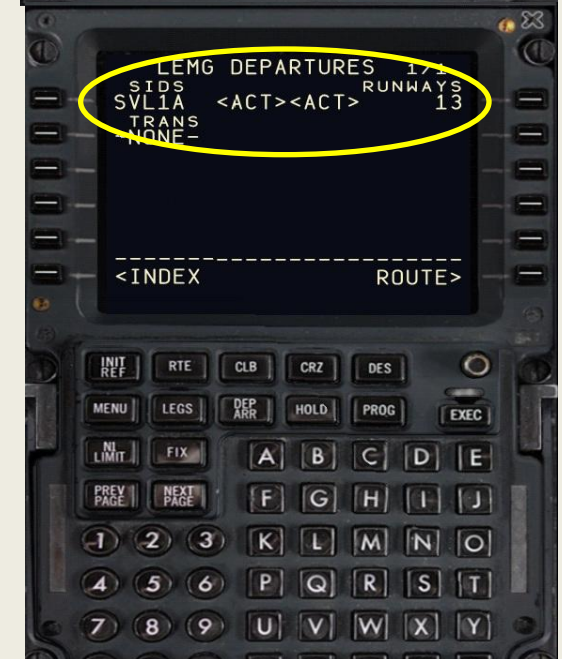 LEMG DEPARTURES 1/1
SIDS RUNWAYS
SVL1A <ACT><ACT> 13
TRANS
-NONE-
<INDEX ROUTE>
INIT REF RTE CLB CRZ DES
MENU LEGS DEP ARR HOLD PROG EXEC
N1 LIMIT FIX A B C D E
PREV PAGE NEXT PAGE F G H I J
1 2 3 K L M N O
4 5 6 P Q R S T
7 8 9 U V W X Y